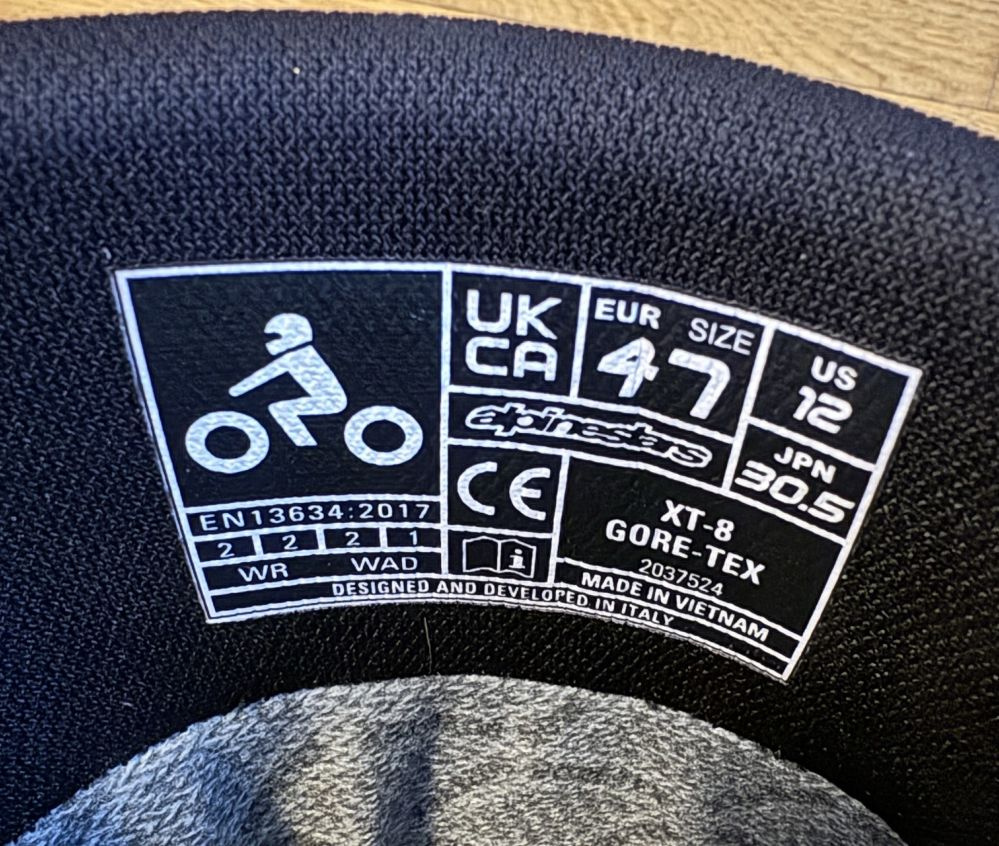 UK
CA
EUR SIZE
47
US
12
alpinestars
JPN
30.5
CE
EN13634:2017
2 2 2 1
WR WAD
i
XT-8
GORE-TEX
2037524
MADE IN VIETNAM
DESIGNED AND DEVELOPED IN ITALY